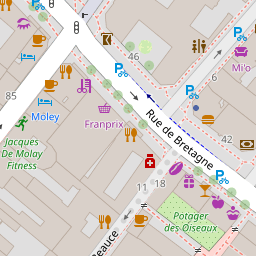 46
Mi'o
6
85
Moley
Franprix
Rue de Bretagne
42
Jacques
De Molay
Fitness
11
18
Potager
des Oiseaux
Beauce